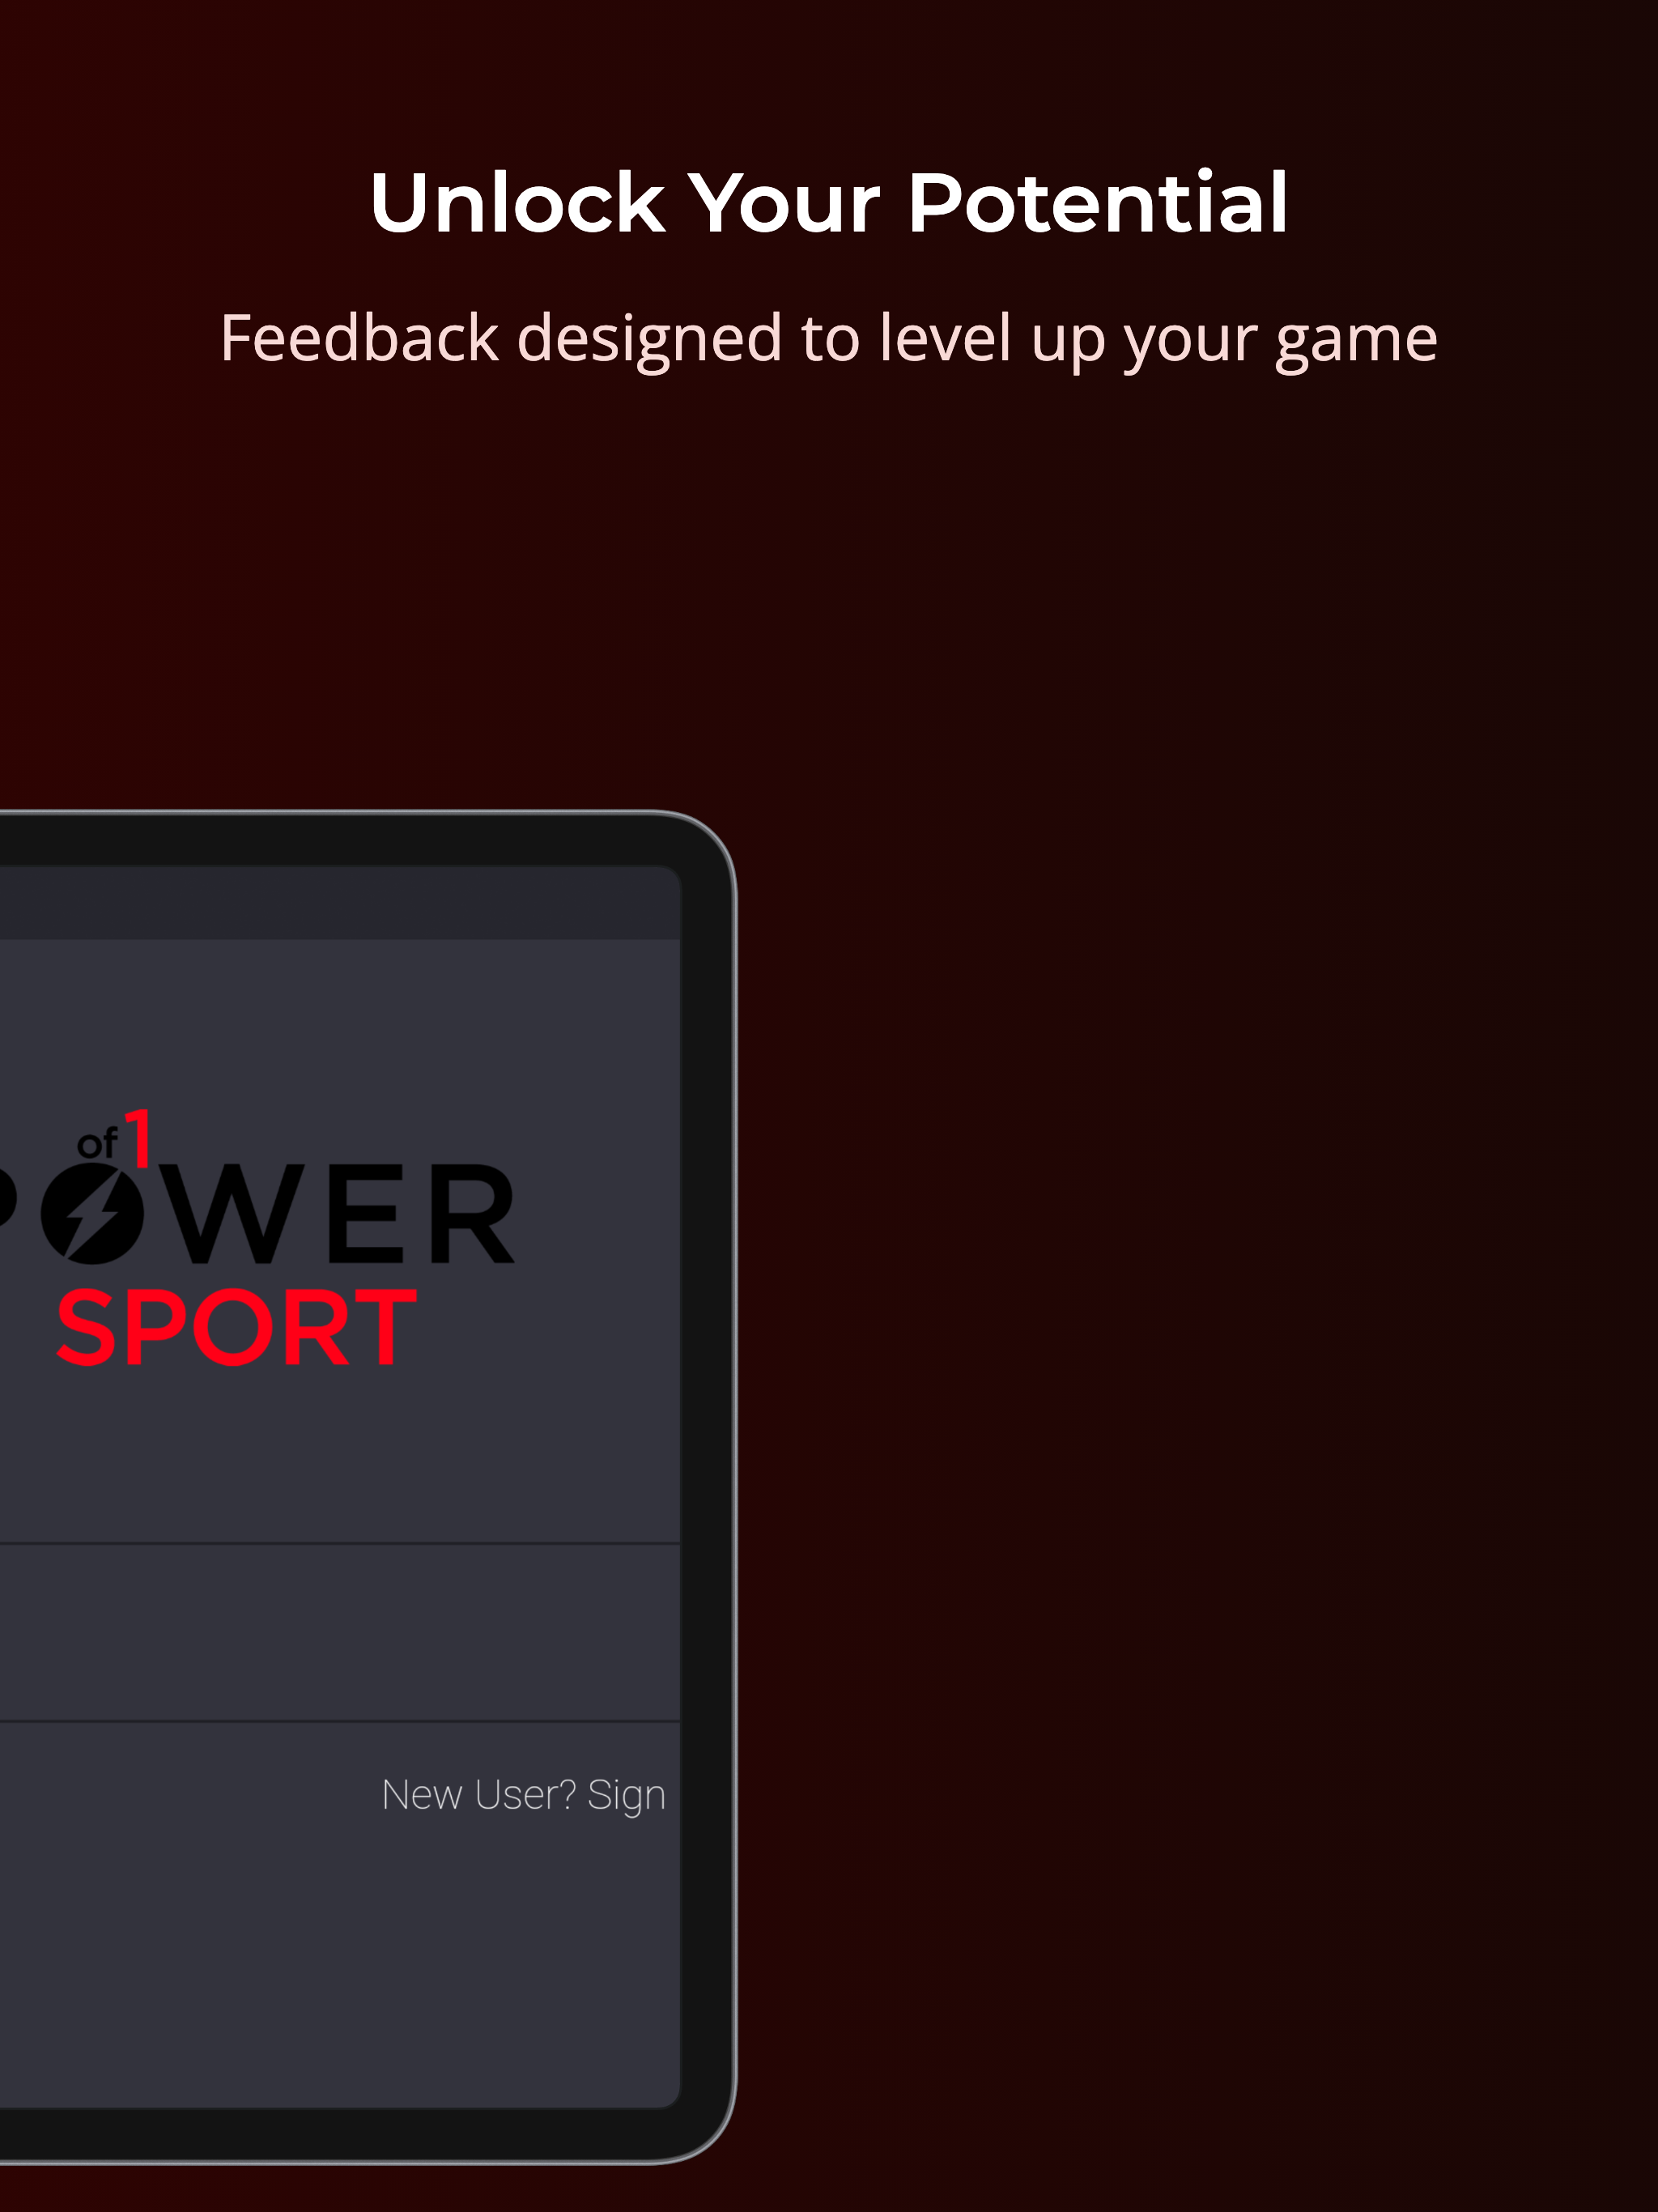 Unlock Your Potential
Feedback designed to level up your game
of 1
POWER
SPORT
New User? Sign